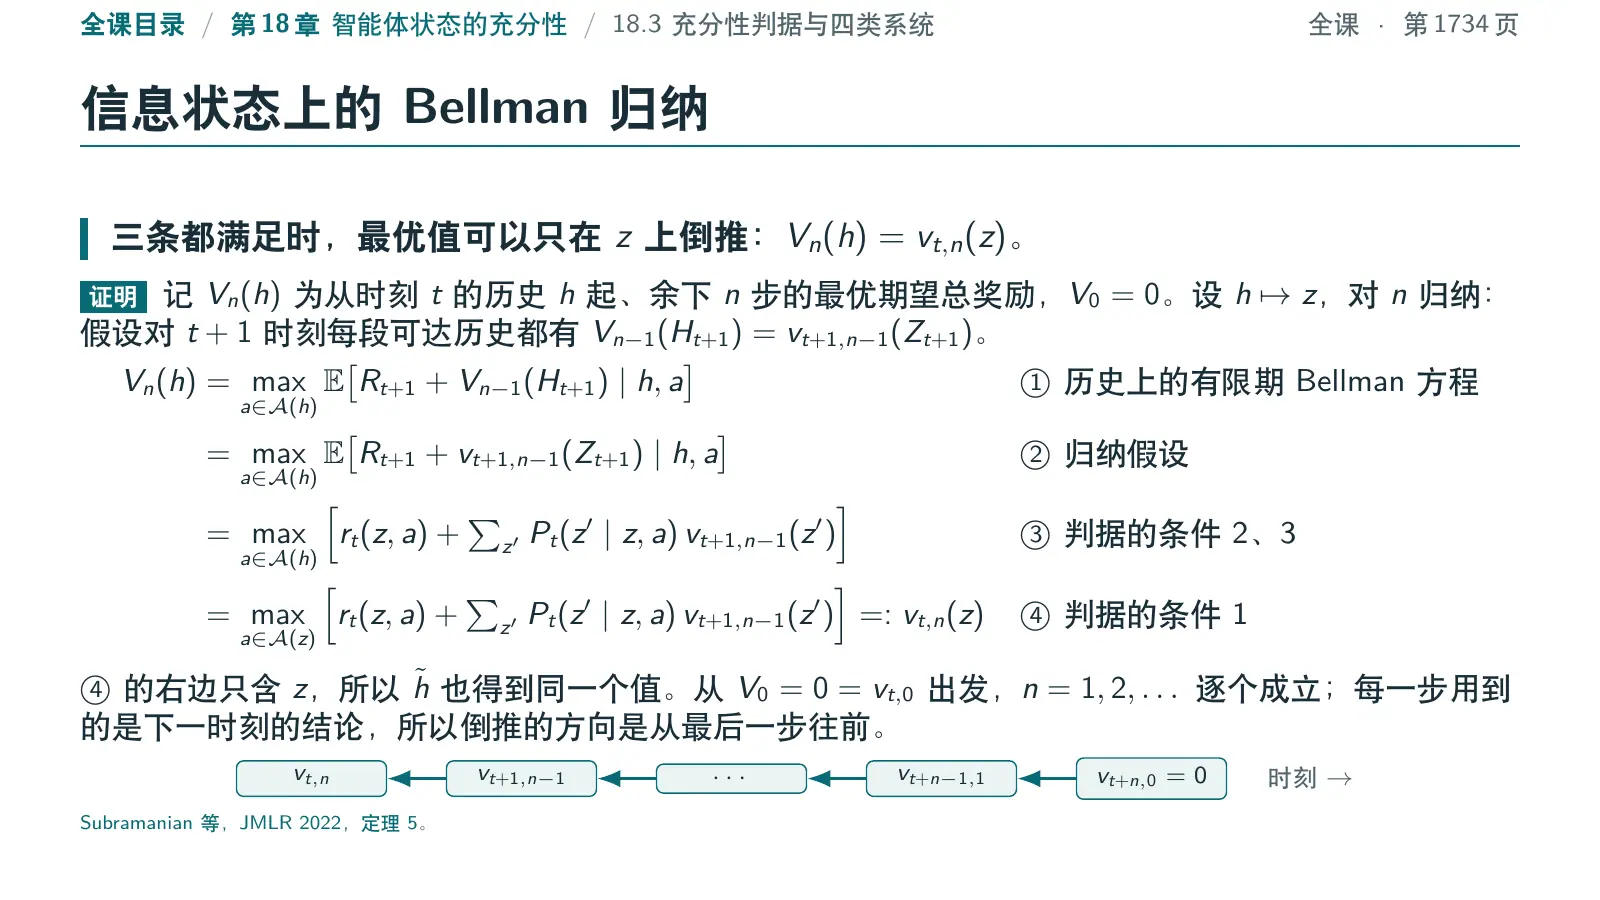 全课目录 / 第18章 智能体状态的充分性 / 18.3 充分性判据与四类系统 全课 · 第1734页
信息状态上的 Bellman 归纳
三条都满足时，最优值可以只在 z 上倒推：Vₙ(h) = v_{t,n}(z)。
证明 记 Vₙ(h) 为从时刻 t 的历史 h 起、余下 n 步的最优期望总奖励，V₀ = 0。设 h ↦ z，对 n 归纳：
假设对 t + 1 时刻每段可达历史都有 V_{n−1}(H_{t+1}) = v_{t+1,n−1}(Z_{t+1})。
Vₙ(h) = max_{a∈𝒜(h)} 𝔼[R_{t+1} + V_{n−1}(H_{t+1}) | h, a] ① 历史上的有限期 Bellman 方程
= max_{a∈𝒜(h)} 𝔼[R_{t+1} + v_{t+1,n−1}(Z_{t+1}) | h, a] ② 归纳假设
= max_{a∈𝒜(h)} [r_t(z, a) + ∑_{z′} P_t(z′ | z, a) v_{t+1,n−1}(z′)] ③ 判据的条件 2、3
= max_{a∈𝒜(z)} [r_t(z, a) + ∑_{z′} P_t(z′ | z, a) v_{t+1,n−1}(z′)] =: v_{t,n}(z) ④ 判据的条件 1
④ 的右边只含 z，所以 h̃ 也得到同一个值。从 V₀ = 0 = v_{t,0} 出发，n = 1, 2, … 逐个成立；每一步用到
的是下一时刻的结论，所以倒推的方向是从最后一步往前。
v_{t,n} ← v_{t+1,n−1} ← ··· ← v_{t+n−1,1} ← v_{t+n,0} = 0 时刻 →
Subramanian 等，JMLR 2022，定理 5。